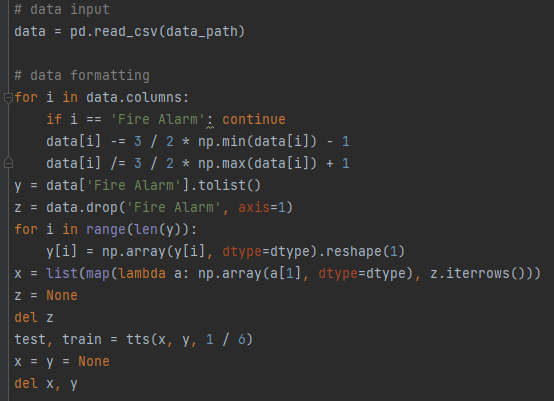 # data input
data = pd.read_csv(data_path)
# data formatting
for i in data.columns:
    if i == 'Fire Alarm': continue
    data[i] -= 3 / 2 * np.min(data[i]) - 1
    data[i] /= 3 / 2 * np.max(data[i]) + 1
y = data['Fire Alarm'].tolist()
z = data.drop('Fire Alarm', axis=1)
for i in range(len(y)):
    y[i] = np.array(y[i], dtype=dtype).reshape(1)
x = list(map(lambda a: np.array(a[1], dtype=dtype), z.iterrows()))
z = None
del z
test, train = tts(x, y, 1 / 6)
x = y = None
del x, y